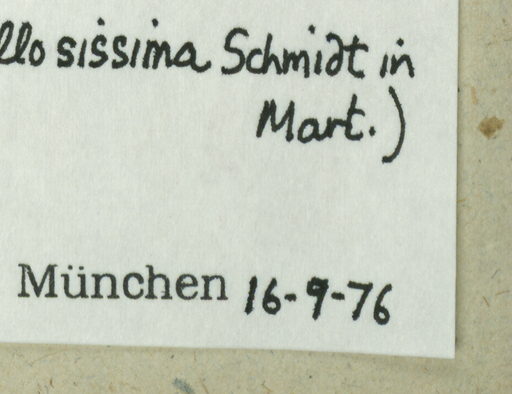 llosissima Schmidt in
Mart.)
München 16-9-76